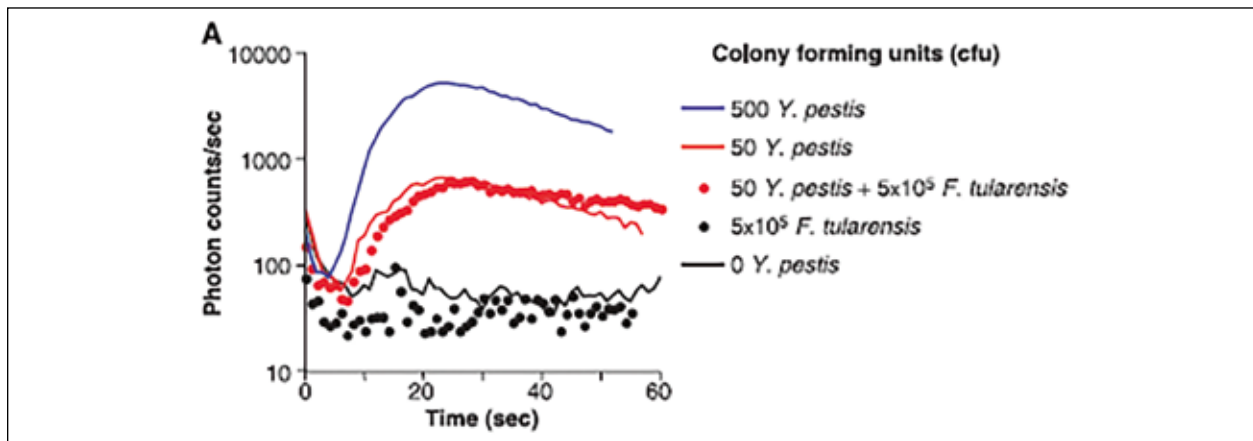 A
Colony forming units (cfu)
10000
1000
100
10
Photon counts/sec
500 Y. pestis
50 Y. pestis
50 Y. pestis + 5x10⁵ F. tularensis
5x10⁵ F. tularensis
0 Y. pestis
0 20 40 60
Time (sec)